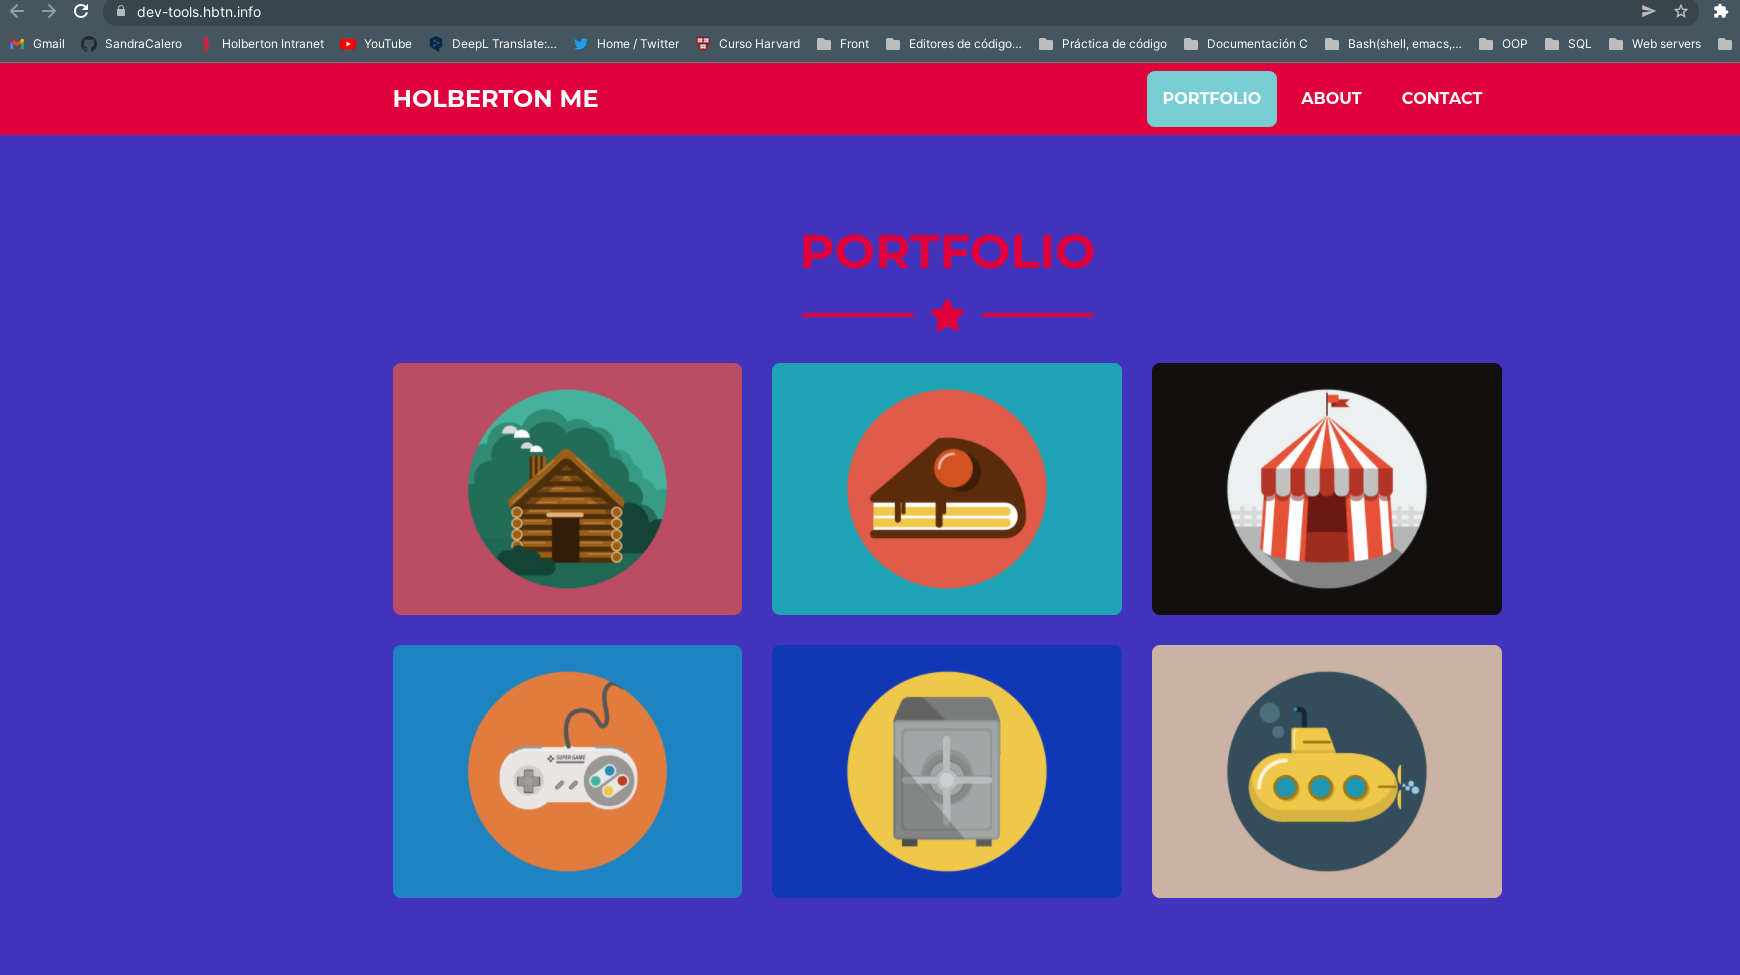 dev-tools.hbtn.info
Gmail SandraCalero Holberton Intranet YouTube DeepL Translate:... Home / Twitter Curso Harvard Front Editores de código... Práctica de código Documentación C Bash(shell, emacs,... OOP SQL Web servers
HOLBERTON ME PORTFOLIO ABOUT CONTACT
PORTFOLIO
SUPER GAME